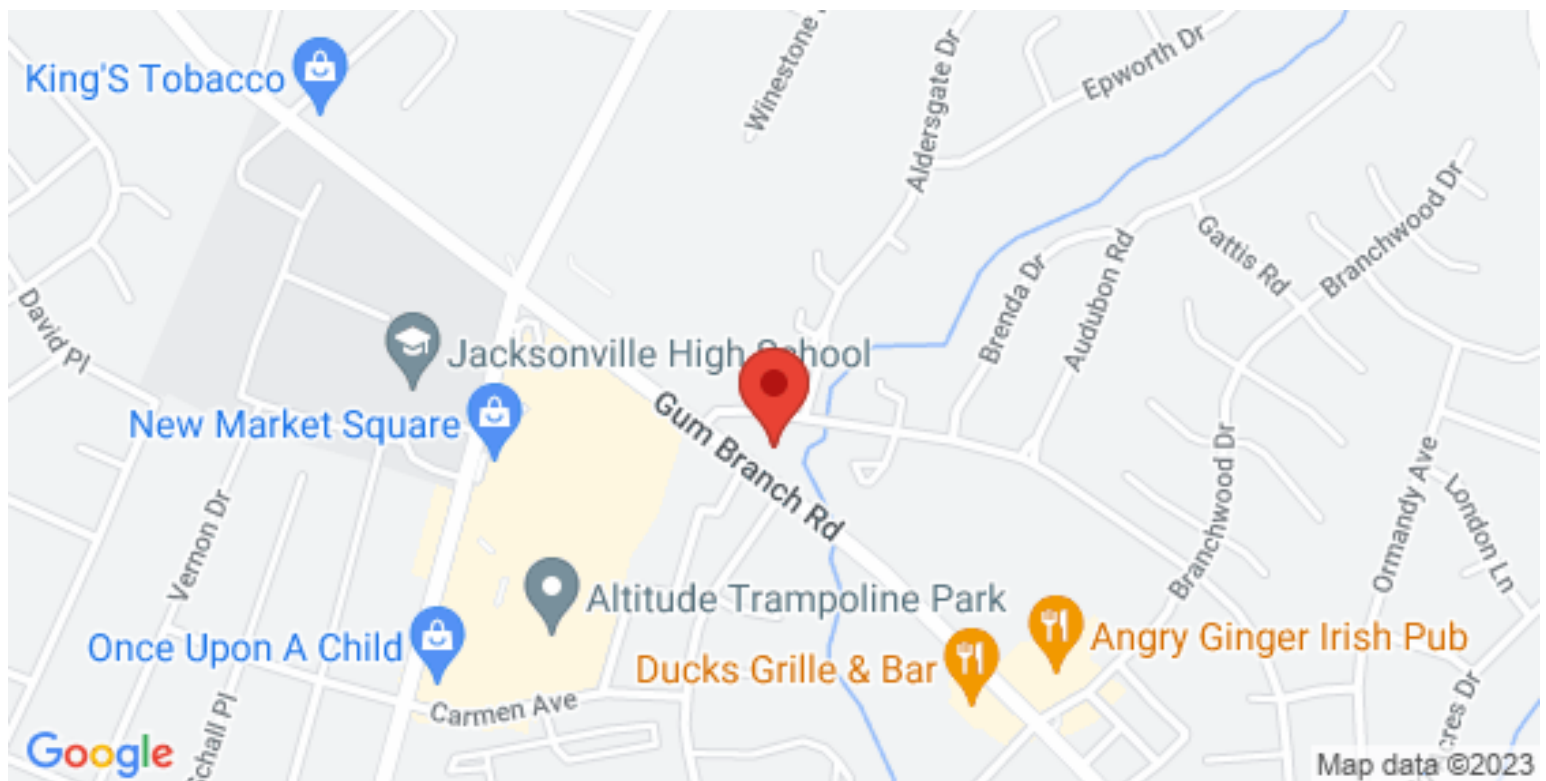 Winestone
Aldersgate Dr
Epworth Dr
King'S Tobacco
Branchwood Dr
Gattis Rd
Audubon Rd
Brenda Dr
David Pl
Jacksonville High School
Gum Branch Rd
New Market Square
Branchwood Dr
Ormandy Ave
London Ln
Vernon Dr
Altitude Trampoline Park
Once Upon A Child
Angry Ginger Irish Pub
Ducks Grille & Bar
Carmen Ave
Google
Map data ©2023